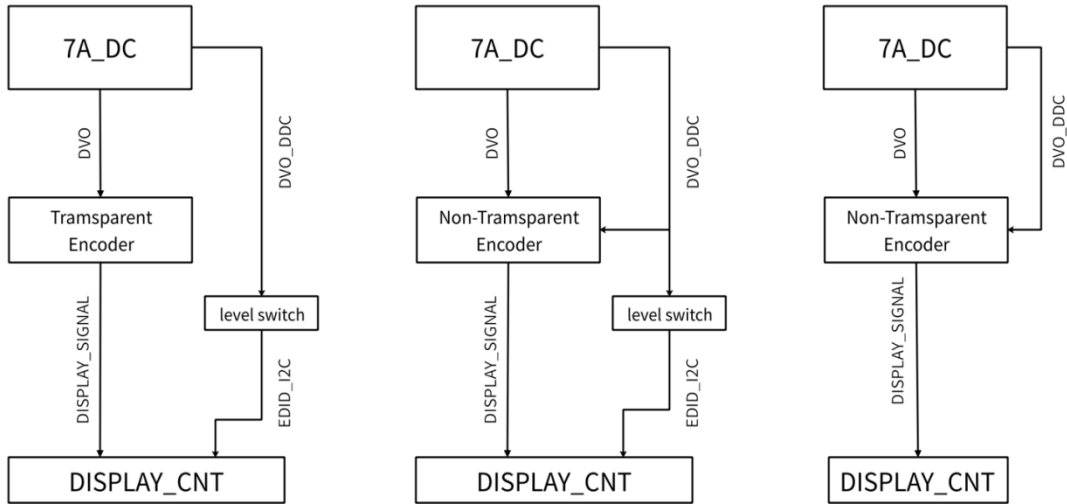 7A_DC
DVO
DVO_DDC
Tramsparent
Encoder
level switch
DISPLAY_SIGNAL
EDID_I2C
DISPLAY_CNT
7A_DC
DVO
DVO_DDC
Non-Tramsparent
Encoder
level switch
DISPLAY_SIGNAL
EDID_I2C
DISPLAY_CNT
7A_DC
DVO
DVO_DDC
Non-Tramsparent
Encoder
DISPLAY_SIGNAL
DISPLAY_CNT